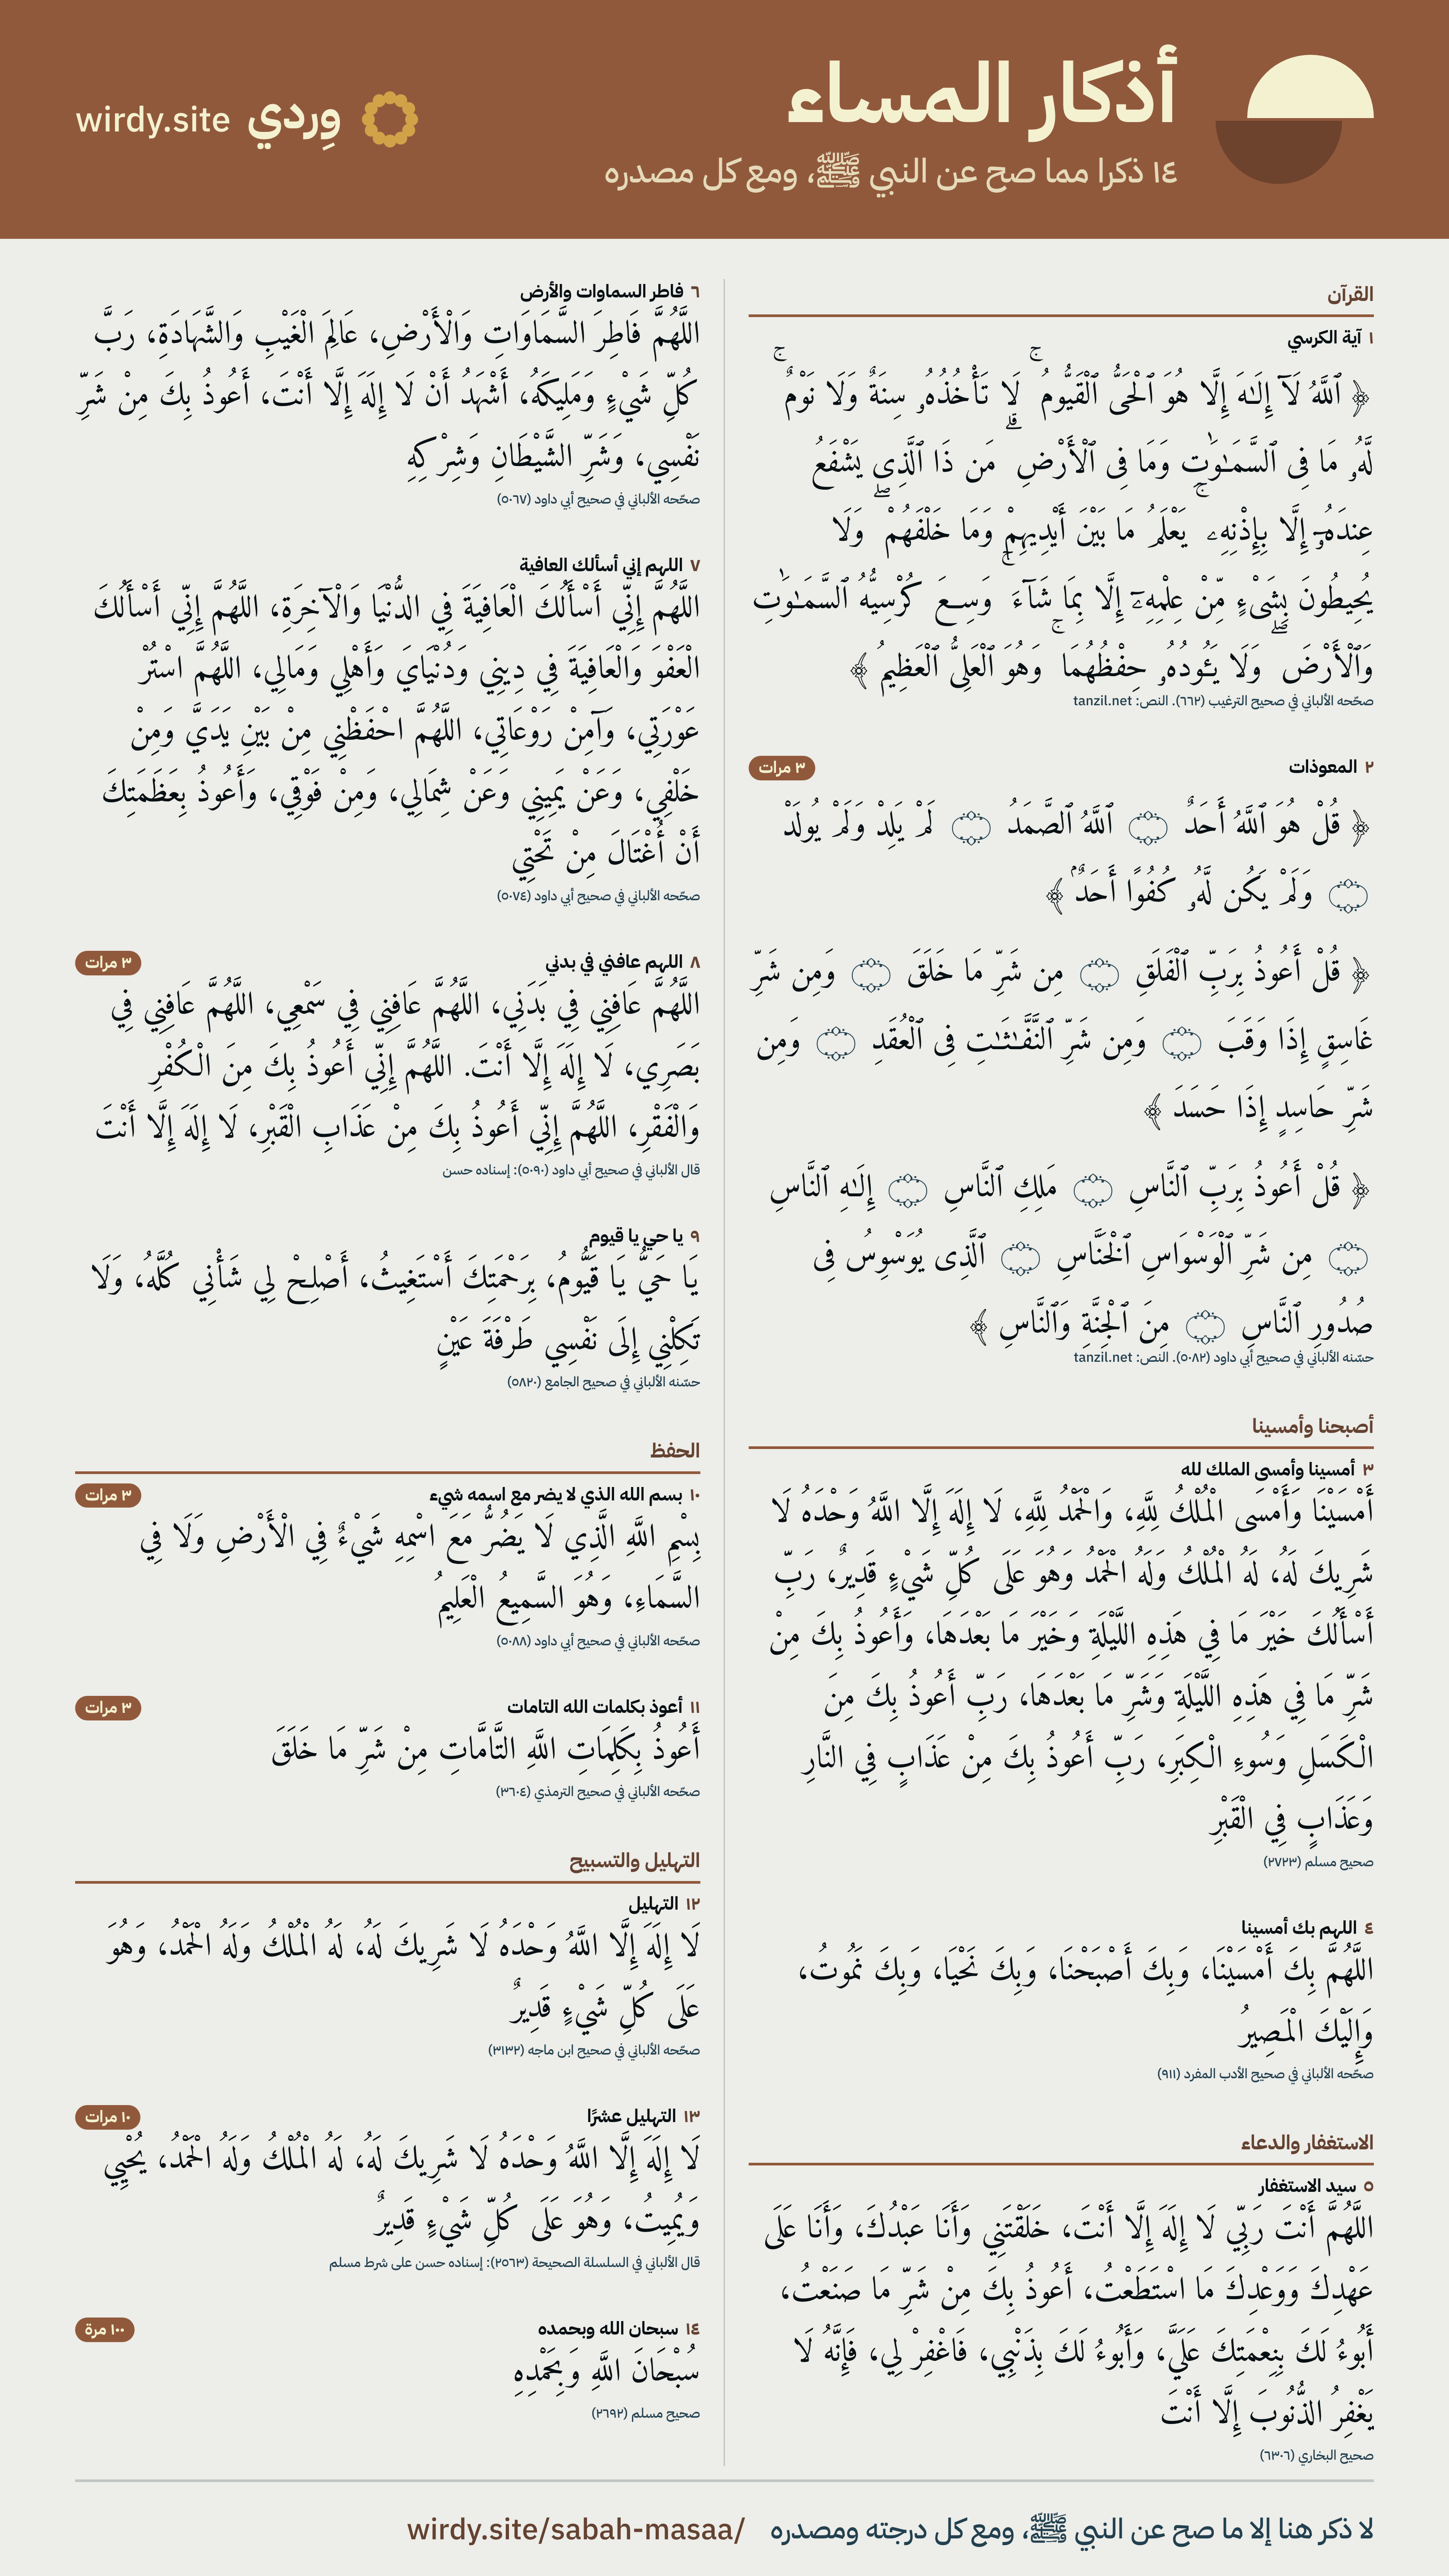 أذكار المساء
١٤ ذكرا مما صح عن النبي ﷺ، ومع كل مصدره
وِردي wirdy.site
القرآن
١ آية الكرسي
﴿ ٱللَّهُ لَآ إِلَـٰهَ إِلَّا هُوَ ٱلْحَىُّ ٱلْقَيُّومُ ۚ لَا تَأْخُذُهُۥ سِنَةٌ وَلَا نَوْمٌ ۚ
لَّهُۥ مَا فِى ٱلسَّمَـٰوَٰتِ وَمَا فِى ٱلْأَرْضِ ۗ مَن ذَا ٱلَّذِى يَشْفَعُ
عِندَهُۥٓ إِلَّا بِإِذْنِهِۦ ۚ يَعْلَمُ مَا بَيْنَ أَيْدِيهِمْ وَمَا خَلْفَهُمْ ۖ وَلَا
يُحِيطُونَ بِشَىْءٍ مِّنْ عِلْمِهِۦٓ إِلَّا بِمَا شَآءَ ۚ وَسِعَ كُرْسِيُّهُ ٱلسَّمَـٰوَٰتِ
وَٱلْأَرْضَ ۖ وَلَا يَـُٔودُهُۥ حِفْظُهُمَا ۚ وَهُوَ ٱلْعَلِىُّ ٱلْعَظِيمُ ﴾
صحّحه الألباني في صحيح الترغيب (٦٦٢). النص: tanzil.net
٢ المعوذات
٣ مرات
﴿ قُلْ هُوَ ٱللَّهُ أَحَدٌ ۝ ٱللَّهُ ٱلصَّمَدُ ۝ لَمْ يَلِدْ وَلَمْ يُولَدْ
۝ وَلَمْ يَكُن لَّهُۥ كُفُوًا أَحَدٌۢ ﴾
﴿ قُلْ أَعُوذُ بِرَبِّ ٱلْفَلَقِ ۝ مِن شَرِّ مَا خَلَقَ ۝ وَمِن شَرِّ
غَاسِقٍ إِذَا وَقَبَ ۝ وَمِن شَرِّ ٱلنَّفَّـٰثَـٰتِ فِى ٱلْعُقَدِ ۝ وَمِن
شَرِّ حَاسِدٍ إِذَا حَسَدَ ﴾
﴿ قُلْ أَعُوذُ بِرَبِّ ٱلنَّاسِ ۝ مَلِكِ ٱلنَّاسِ ۝ إِلَـٰهِ ٱلنَّاسِ
۝ مِن شَرِّ ٱلْوَسْوَاسِ ٱلْخَنَّاسِ ۝ ٱلَّذِى يُوَسْوِسُ فِى
صُدُورِ ٱلنَّاسِ ۝ مِنَ ٱلْجِنَّةِ وَٱلنَّاسِ ﴾
حسّنه الألباني في صحيح أبي داود (٥٠٨٢). النص: tanzil.net
أصبحنا وأمسينا
٣ أمسينا وأمسى الملك لله
أَمْسَيْنَا وَأَمْسَى الْمُلْكُ لِلَّهِ، وَالْحَمْدُ لِلَّهِ، لَا إِلَهَ إِلَّا اللَّهُ وَحْدَهُ لَا
شَرِيكَ لَهُ، لَهُ الْمُلْكُ وَلَهُ الْحَمْدُ وَهُوَ عَلَى كُلِّ شَيْءٍ قَدِيرٌ، رَبِّ
أَسْأَلُكَ خَيْرَ مَا فِي هَذِهِ اللَّيْلَةِ وَخَيْرَ مَا بَعْدَهَا، وَأَعُوذُ بِكَ مِنْ
شَرِّ مَا فِي هَذِهِ اللَّيْلَةِ وَشَرِّ مَا بَعْدَهَا، رَبِّ أَعُوذُ بِكَ مِنَ
الْكَسَلِ وَسُوءِ الْكِبَرِ، رَبِّ أَعُوذُ بِكَ مِنْ عَذَابٍ فِي النَّارِ
وَعَذَابٍ فِي الْقَبْرِ
صحيح مسلم (٢٧٢٣)
٤ اللهم بك أمسينا
اللَّهُمَّ بِكَ أَمْسَيْنَا، وَبِكَ أَصْبَحْنَا، وَبِكَ نَحْيَا، وَبِكَ نَمُوتُ،
وَإِلَيْكَ الْمَصِيرُ
صحّحه الألباني في صحيح الأدب المفرد (٩١١)
الاستغفار والدعاء
٥ سيد الاستغفار
اللَّهُمَّ أَنْتَ رَبِّي لَا إِلَهَ إِلَّا أَنْتَ، خَلَقْتَنِي وَأَنَا عَبْدُكَ، وَأَنَا عَلَى
عَهْدِكَ وَوَعْدِكَ مَا اسْتَطَعْتُ، أَعُوذُ بِكَ مِنْ شَرِّ مَا صَنَعْتُ،
أَبُوءُ لَكَ بِنِعْمَتِكَ عَلَيَّ، وَأَبُوءُ لَكَ بِذَنْبِي، فَاغْفِرْ لِي، فَإِنَّهُ لَا
يَغْفِرُ الذُّنُوبَ إِلَّا أَنْتَ
صحيح البخاري (٦٣٠٦)
٦ فاطر السماوات والأرض
اللَّهُمَّ فَاطِرَ السَّمَاوَاتِ وَالْأَرْضِ، عَالِمَ الْغَيْبِ وَالشَّهَادَةِ، رَبَّ
كُلِّ شَيْءٍ وَمَلِيكَهُ، أَشْهَدُ أَنْ لَا إِلَهَ إِلَّا أَنْتَ، أَعُوذُ بِكَ مِنْ شَرِّ
نَفْسِي، وَشَرِّ الشَّيْطَانِ وَشِرْكِهِ
صحّحه الألباني في صحيح أبي داود (٥٠٦٧)
٧ اللهم إني أسألك العافية
اللَّهُمَّ إِنِّي أَسْأَلُكَ الْعَافِيَةَ فِي الدُّنْيَا وَالْآخِرَةِ، اللَّهُمَّ إِنِّي أَسْأَلُكَ
الْعَفْوَ وَالْعَافِيَةَ فِي دِينِي وَدُنْيَايَ وَأَهْلِي وَمَالِي، اللَّهُمَّ اسْتُرْ
عَوْرَتِي، وَآمِنْ رَوْعَاتِي، اللَّهُمَّ احْفَظْنِي مِنْ بَيْنِ يَدَيَّ وَمِنْ
خَلْفِي، وَعَنْ يَمِينِي وَعَنْ شِمَالِي، وَمِنْ فَوْقِي، وَأَعُوذُ بِعَظَمَتِكَ
أَنْ أُغْتَالَ مِنْ تَحْتِي
صحّحه الألباني في صحيح أبي داود (٥٠٧٤)
٨ اللهم عافني في بدني
٣ مرات
اللَّهُمَّ عَافِنِي فِي بَدَنِي، اللَّهُمَّ عَافِنِي فِي سَمْعِي، اللَّهُمَّ عَافِنِي فِي
بَصَرِي، لَا إِلَهَ إِلَّا أَنْتَ. اللَّهُمَّ إِنِّي أَعُوذُ بِكَ مِنَ الْكُفْرِ
وَالْفَقْرِ، اللَّهُمَّ إِنِّي أَعُوذُ بِكَ مِنْ عَذَابِ الْقَبْرِ، لَا إِلَهَ إِلَّا أَنْتَ
قال الألباني في صحيح أبي داود (٥٠٩٠): إسناده حسن
٩ يا حي يا قيوم
يَا حَيُّ يَا قَيُّومُ، بِرَحْمَتِكَ أَسْتَغِيثُ، أَصْلِحْ لِي شَأْنِي كُلَّهُ، وَلَا
تَكِلْنِي إِلَى نَفْسِي طَرْفَةَ عَيْنٍ
حسّنه الألباني في صحيح الجامع (٥٨٢٠)
الحفظ
١٠ بسم الله الذي لا يضر مع اسمه شيء
٣ مرات
بِسْمِ اللَّهِ الَّذِي لَا يَضُرُّ مَعَ اسْمِهِ شَيْءٌ فِي الْأَرْضِ وَلَا فِي
السَّمَاءِ، وَهُوَ السَّمِيعُ الْعَلِيمُ
صحّحه الألباني في صحيح أبي داود (٥٠٨٨)
١١ أعوذ بكلمات الله التامات
٣ مرات
أَعُوذُ بِكَلِمَاتِ اللَّهِ التَّامَّاتِ مِنْ شَرِّ مَا خَلَقَ
صحّحه الألباني في صحيح الترمذي (٣٦٠٤)
التهليل والتسبيح
١٢ التهليل
لَا إِلَهَ إِلَّا اللَّهُ وَحْدَهُ لَا شَرِيكَ لَهُ، لَهُ الْمُلْكُ وَلَهُ الْحَمْدُ، وَهُوَ
عَلَى كُلِّ شَيْءٍ قَدِيرٌ
صحّحه الألباني في صحيح ابن ماجه (٣١٣٢)
١٣ التهليل عشرًا
١٠ مرات
لَا إِلَهَ إِلَّا اللَّهُ وَحْدَهُ لَا شَرِيكَ لَهُ، لَهُ الْمُلْكُ وَلَهُ الْحَمْدُ، يُحْيِي
وَيُمِيتُ، وَهُوَ عَلَى كُلِّ شَيْءٍ قَدِيرٌ
قال الألباني في السلسلة الصحيحة (٢٥٦٣): إسناده حسن على شرط مسلم
١٤ سبحان الله وبحمده
١٠٠ مرة
سُبْحَانَ اللَّهِ وَبِحَمْدِهِ
صحيح مسلم (٢٦٩٢)
لا ذكر هنا إلا ما صح عن النبي ﷺ، ومع كل درجته ومصدره
wirdy.site/sabah-masaa/